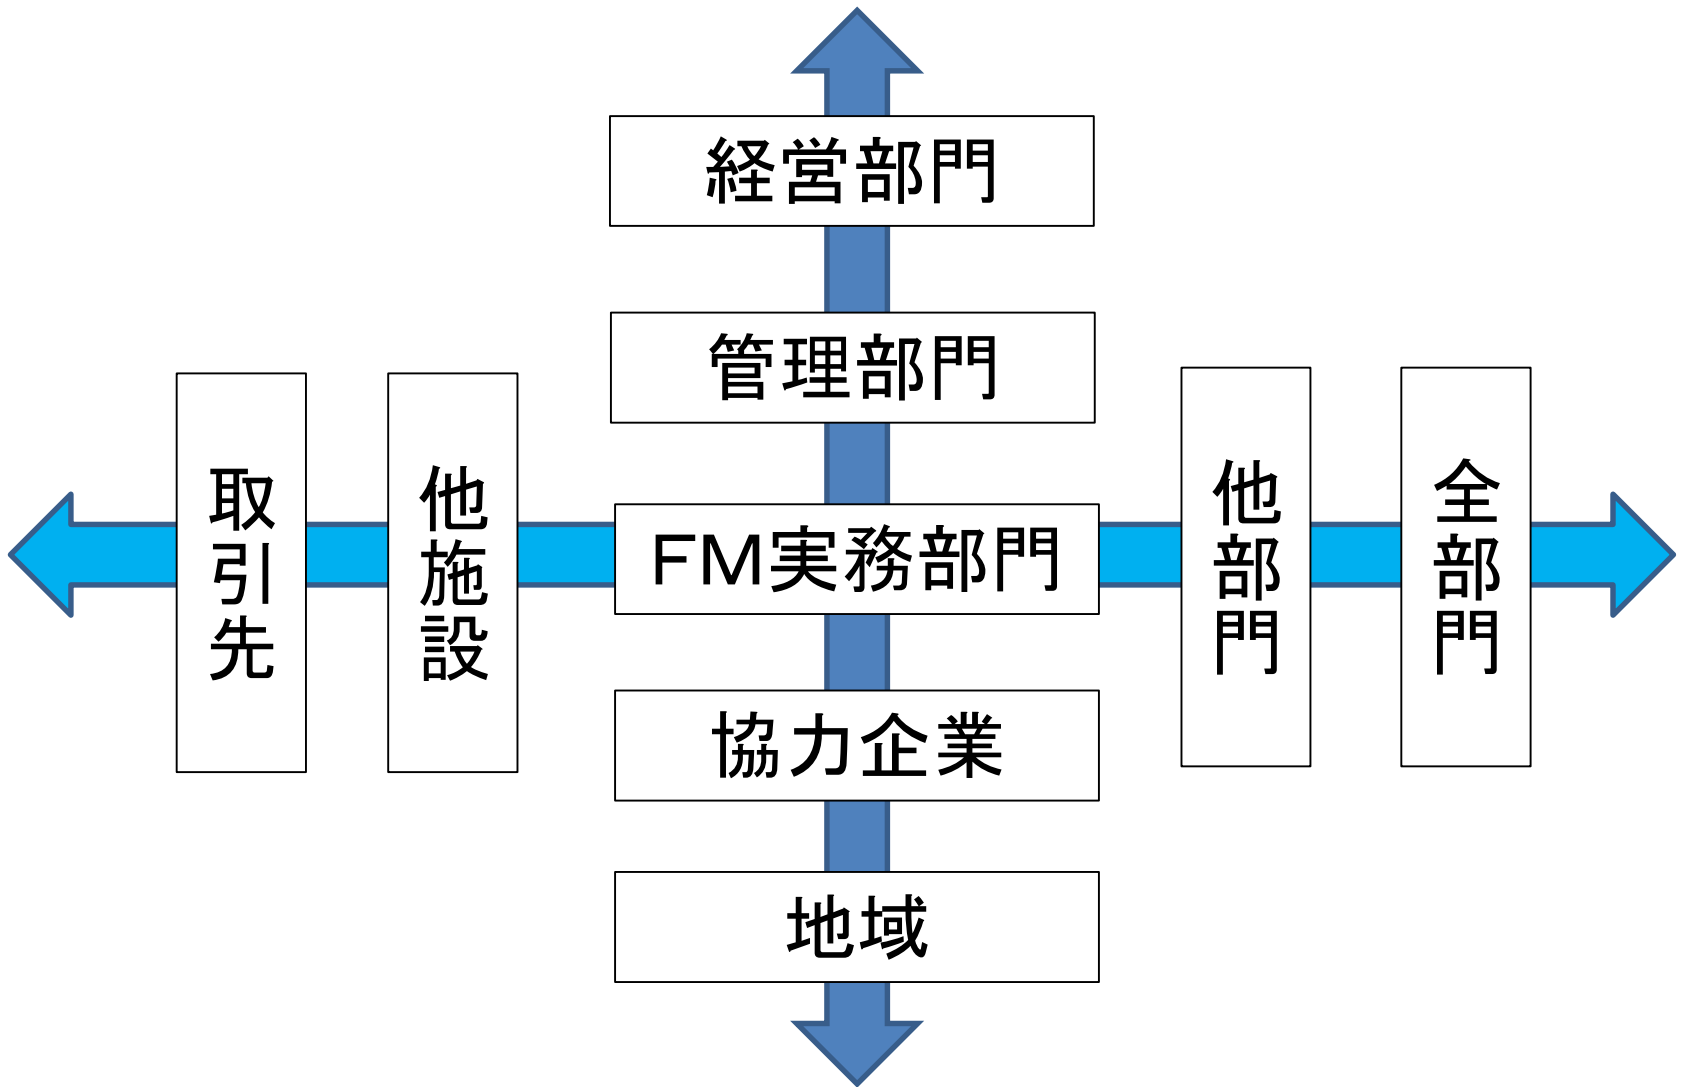 経営部門
管理部門
取引先
他施設
FM実務部門
他部門
全部門
協力企業
地域